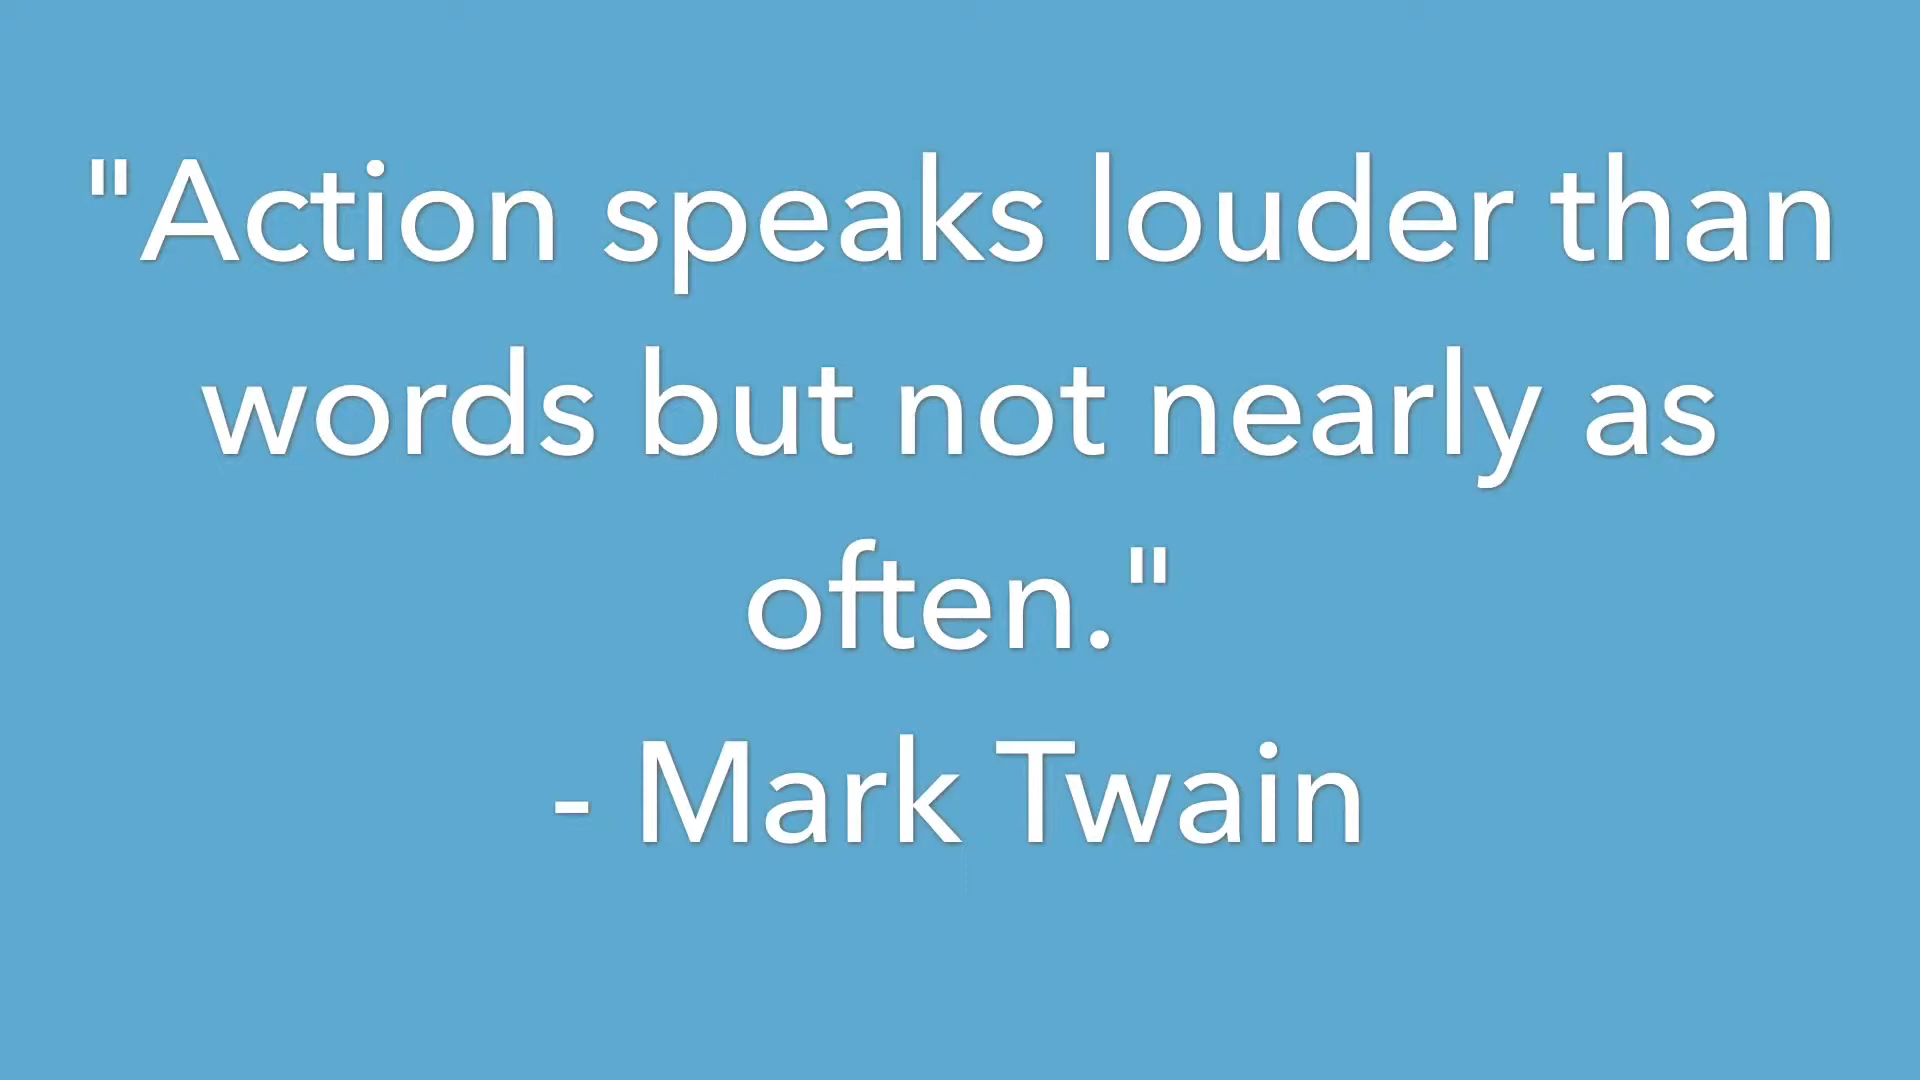 "Action speaks louder than
words but not nearly as
often."
- Mark Twain